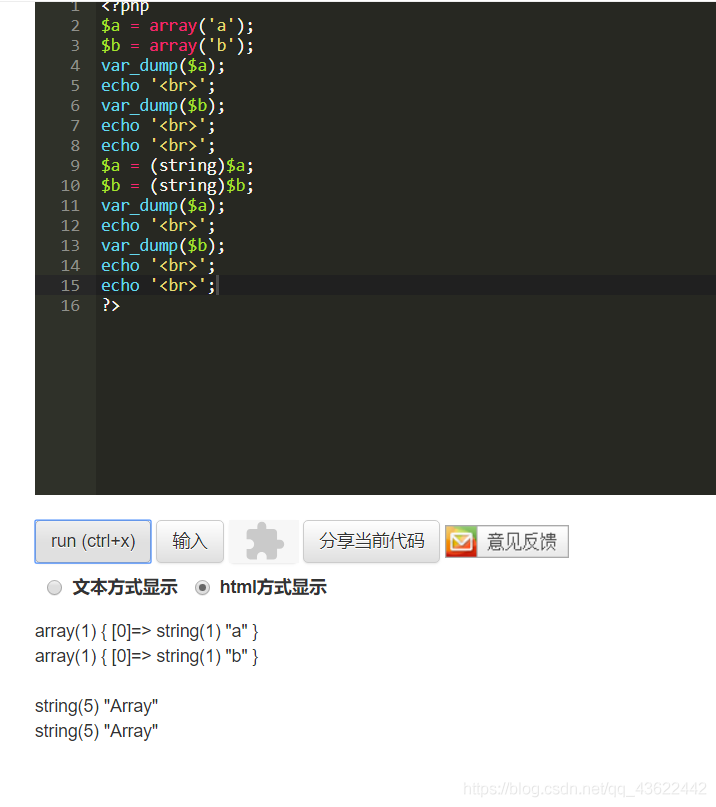 1 <?php
2 $a = array('a');
3 $b = array('b');
4 var_dump($a);
5 echo '<br>';
6 var_dump($b);
7 echo '<br>';
8 echo '<br>';
9 $a = (string)$a;
10 $b = (string)$b;
11 var_dump($a);
12 echo '<br>';
13 var_dump($b);
14 echo '<br>';
15 echo '<br>';
16 ?>
run (ctrl+x) 输入 分享当前代码 意见反馈
文本方式显示 html方式显示
array(1) { [0]=> string(1) "a" }
array(1) { [0]=> string(1) "b" }
string(5) "Array"
string(5) "Array"
https://blog.csdn.net/qq_43622442